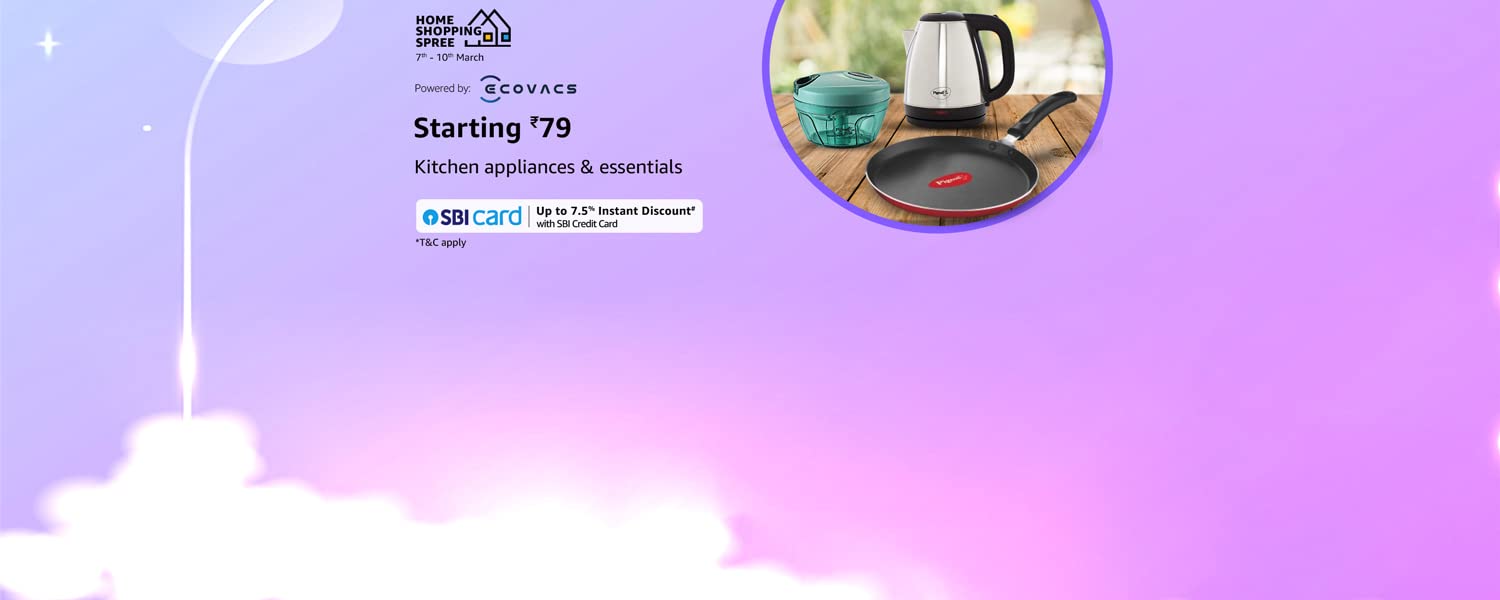 HOME
SHOPPING
SPREE
7th - 10th March
Powered by: ECOVACS
Starting ₹79
Kitchen appliances & essentials
SBI card
Up to 7.5% Instant Discount#
with SBI Credit Card
*T&C apply
Pigeon
Pigeon